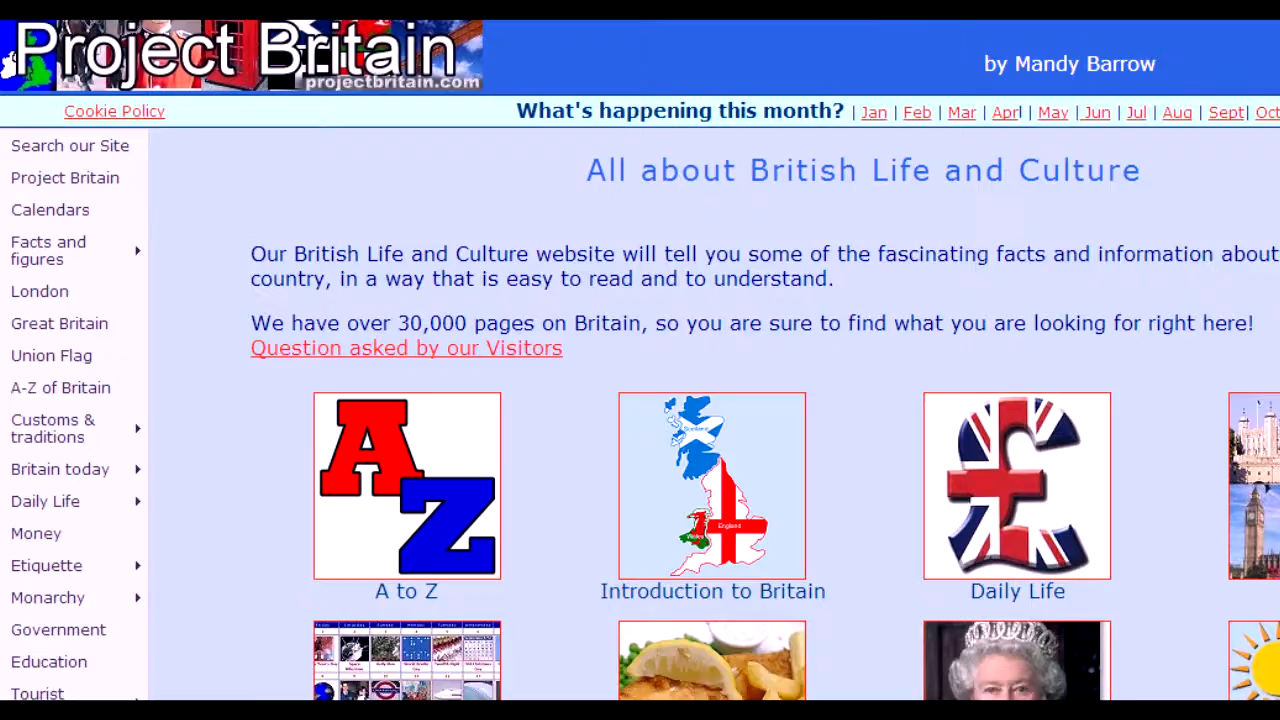 Project Britain
projectbritain.com
by Mandy Barrow
Cookie Policy
What's happening this month? | Jan | Feb | Mar | Apr| | May | Jun | Jul | Aug | Sept| Oct
Search our Site
Project Britain
Calendars
Facts and
figures
London
Great Britain
Union Flag
A-Z of Britain
Customs &
traditions
Britain today
Daily Life
Money
Etiquette
Monarchy
Government
Education
Tourist
All about British Life and Culture
Our British Life and Culture website will tell you some of the fascinating facts and information about
country, in a way that is easy to read and to understand.
We have over 30,000 pages on Britain, so you are sure to find what you are looking for right here!
Question asked by our Visitors
A Z
Scotland
England
Wales
£
A to Z
Introduction to Britain
Daily Life